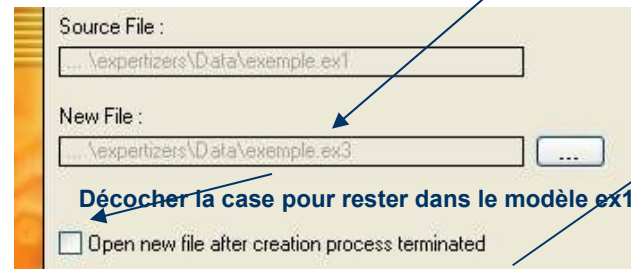 Source File :
... \expertizers\Data\exemple.ex1
New File :
... \expertizers\Data\exemple.ex3
...
Décocher la case pour rester dans le modèle ex1
Open new file after creation process terminated